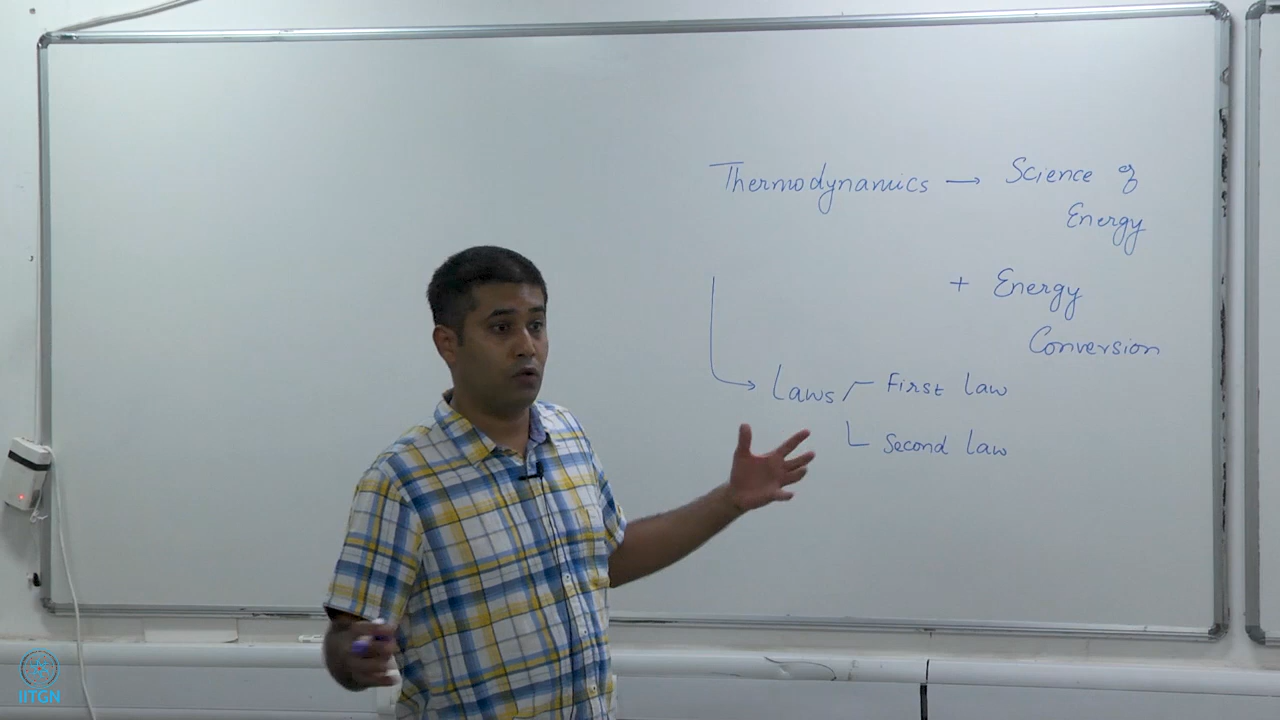 Thermodynamics → Science of
Energy
+ Energy
Conversion
Laws First law
Second law
IITGN